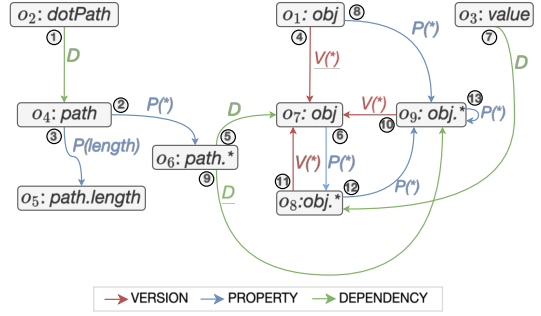 o₂: dotPath
o₁: obj
o₃: value
① ④ ⑧ ⑦
D
V(*)
P(*)
D
o₄: path
②
P(*)
D
o₇: obj
V(*)
o₉: obj.*
⑬
P(*)
③
⑤
⑥
⑩
P(length)
o₆: path.*
V(*)
P(*)
⑨
⑪
⑫
P(*)
o₅: path.length
D
o₈:obj.*
VERSION PROPERTY DEPENDENCY